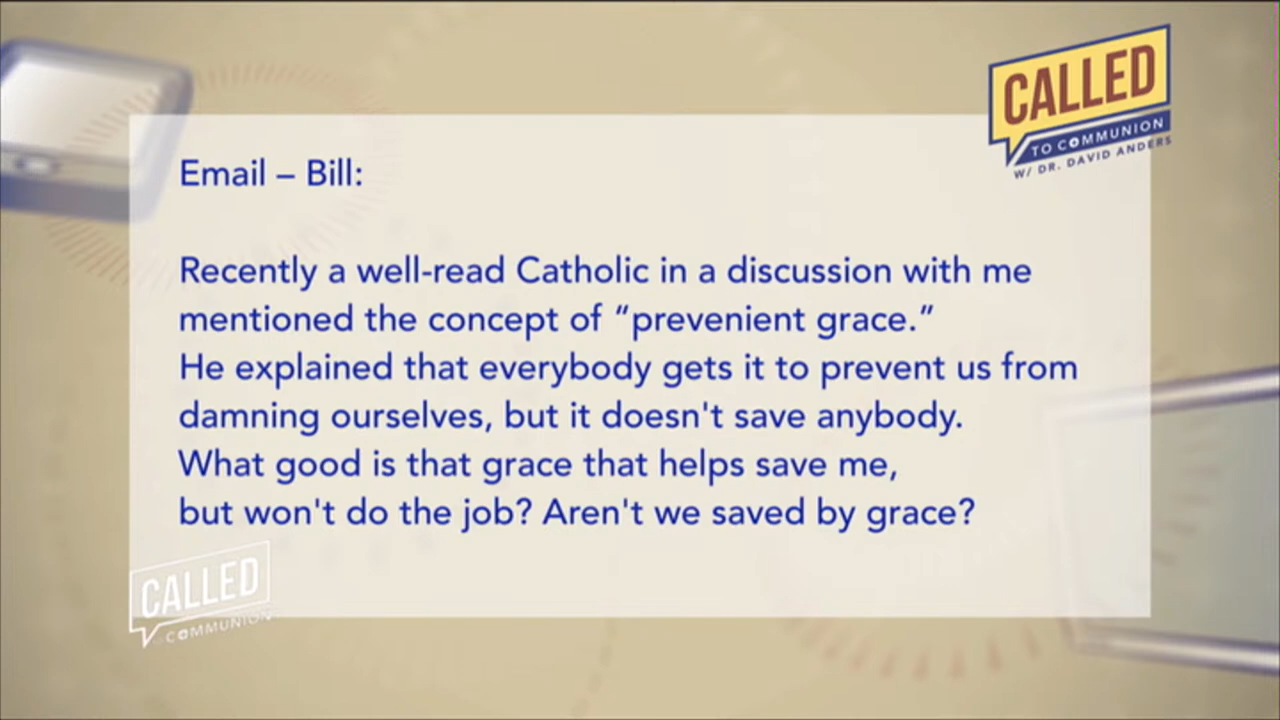 CALLED
TO COMMUNION
W/ DR. DAVID ANDERS
Email – Bill:
Recently a well-read Catholic in a discussion with me
mentioned the concept of “prevenient grace.”
He explained that everybody gets it to prevent us from
damning ourselves, but it doesn't save anybody.
What good is that grace that helps save me,
but won't do the job? Aren't we saved by grace?
CALLED
TO COMMUNION